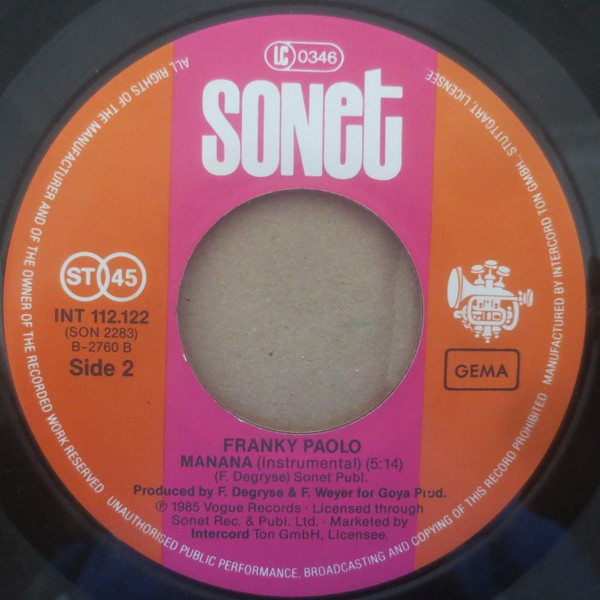 LC 0346
SONET
ST 45
INT 112.122
(SON 2283)
B-2760 B
Side 2
GEMA
FRANKY PAOLO
MANANA (Instrumental) (5:14)
(F. Degryse) Sonet Publ.
Produced by F. Degryse & F. Weyer for Goya Prod.
℗ 1985 Vogue Records · Licensed through
Sonet Rec. & Publ. Ltd. · Marketed by
Intercord Ton GmbH, Licensee.
ALL RIGHTS OF THE MANUFACTURER AND OF THE OWNER OF THE RECORDED WORK RESERVED UNAUTHORISED PUBLIC PERFORMANCE, BROADCASTING AND COPYING OF THIS RECORD PROHIBITED MANUFACTURED BY INTERCORD TON GMBH, STUTTGART, LICENSEE